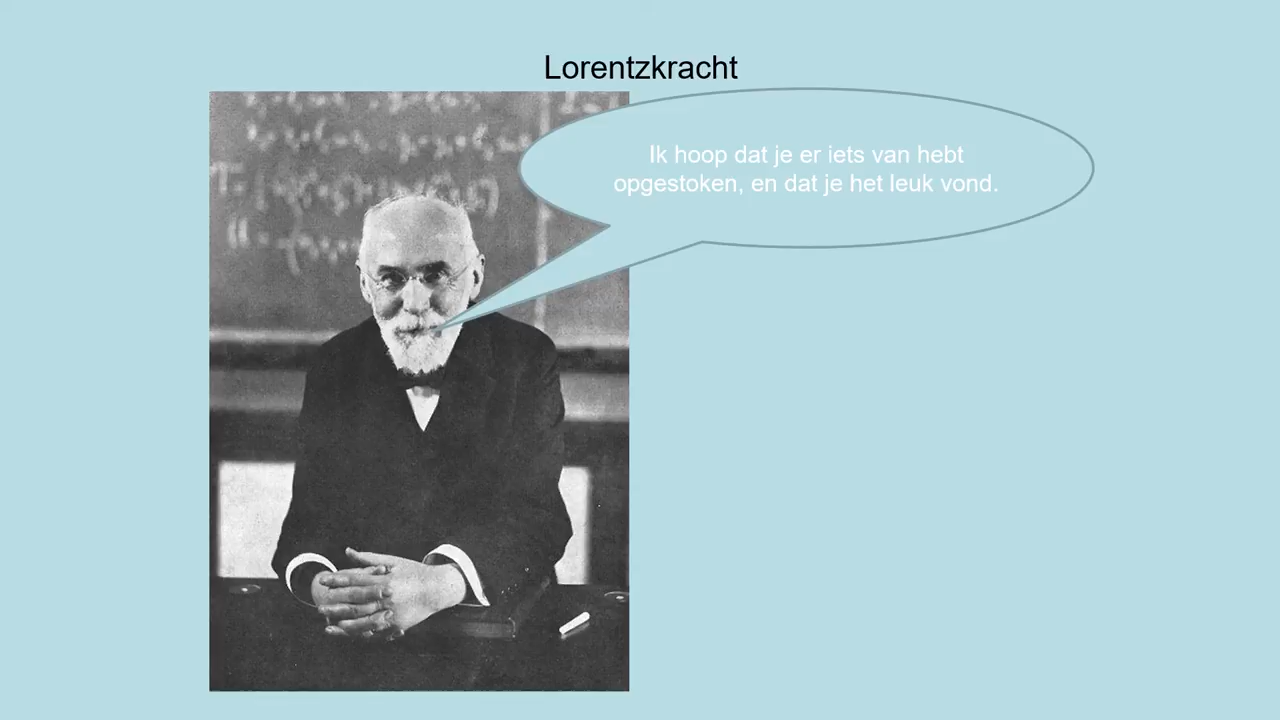 Lorentzkracht
Ik hoop dat je er iets van hebt
opgestoken, en dat je het leuk vond.